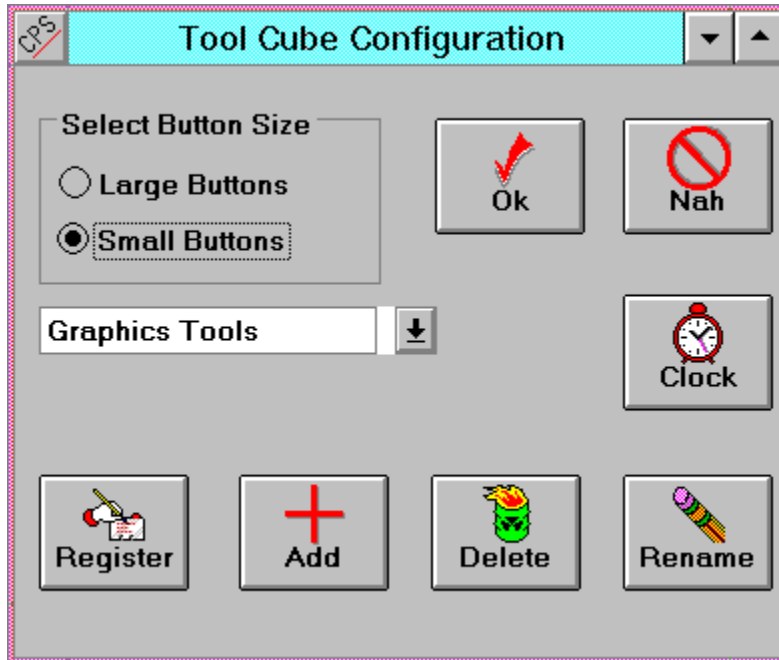 CPS
Tool Cube Configuration
Select Button Size
Large Buttons
Small Buttons
Ok
Nah
Graphics Tools
Clock
Register
Add
Delete
Rename